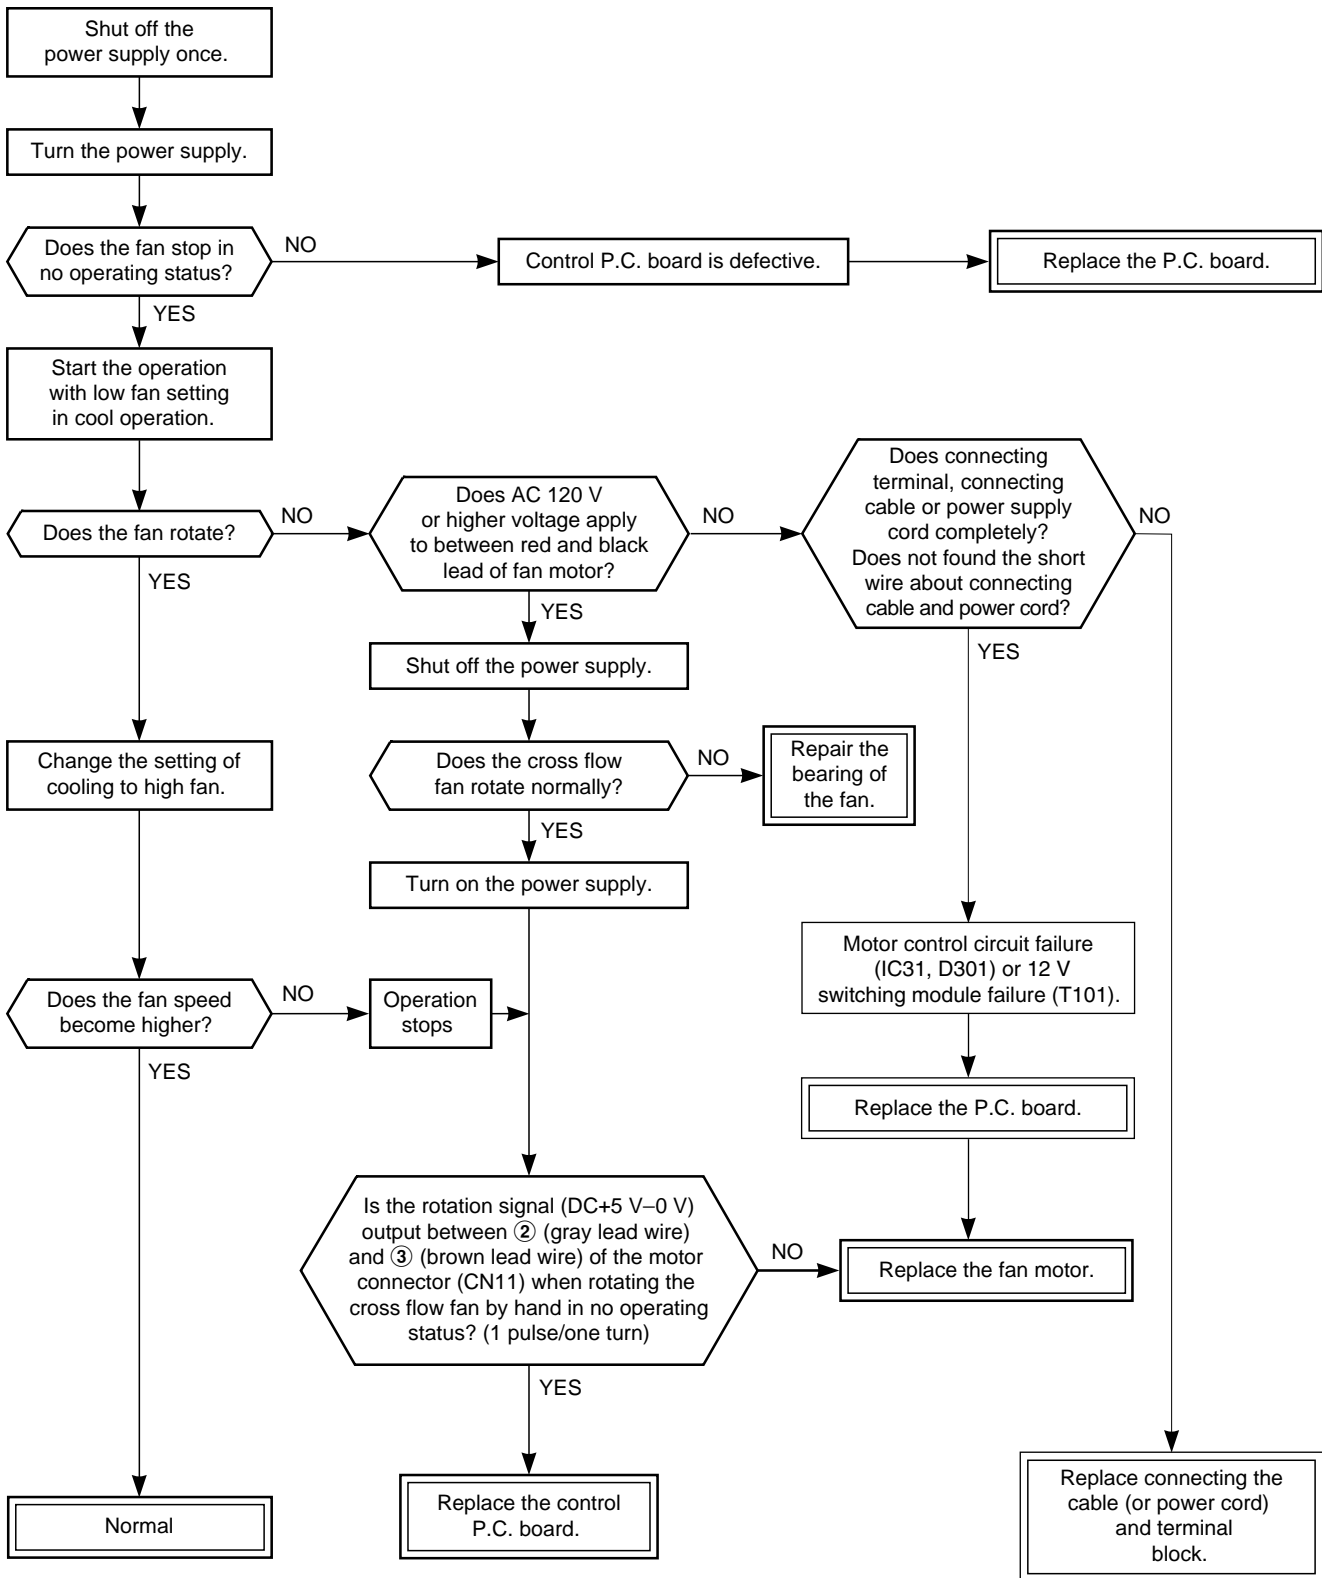 Shut off the
power supply once.
Turn the power supply.
Does the fan stop in
no operating status?
NO
Control P.C. board is defective.
Replace the P.C. board.
YES
Start the operation
with low fan setting
in cool operation.
Does the fan rotate?
NO
Does AC 120 V
or higher voltage apply
to between red and black
lead of fan motor?
NO
Does connecting
terminal, connecting
cable or power supply
cord completely?
Does not found the short
wire about connecting
cable and power cord?
NO
YES
YES
YES
Shut off the power supply.
Change the setting of
cooling to high fan.
Does the cross flow
fan rotate normally?
NO
Repair the
bearing of
the fan.
YES
Turn on the power supply.
Motor control circuit failure
(IC31, D301) or 12 V
switching module failure (T101).
Does the fan speed
become higher?
NO
Operation
stops
YES
Replace the P.C. board.
Is the rotation signal (DC+5 V–0 V)
output between ② (gray lead wire)
and ③ (brown lead wire) of the motor
connector (CN11) when rotating the
cross flow fan by hand in no operating
status? (1 pulse/one turn)
NO
Replace the fan motor.
YES
Normal
Replace the control
P.C. board.
Replace connecting the
cable (or power cord)
and terminal
block.